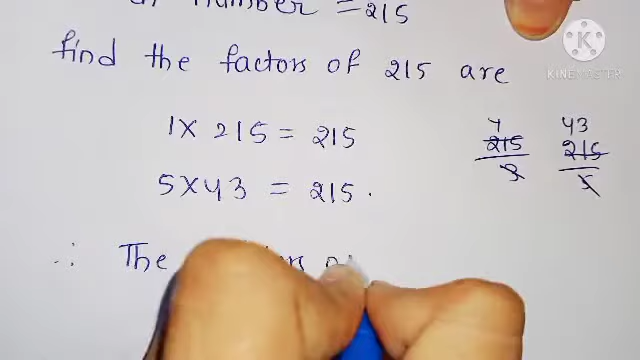 number = 215
find the factors of 215 are
1 x 215 = 215
5 x 43 = 215.
7 43
215 215
3 5
∴ The
KINEMASTER